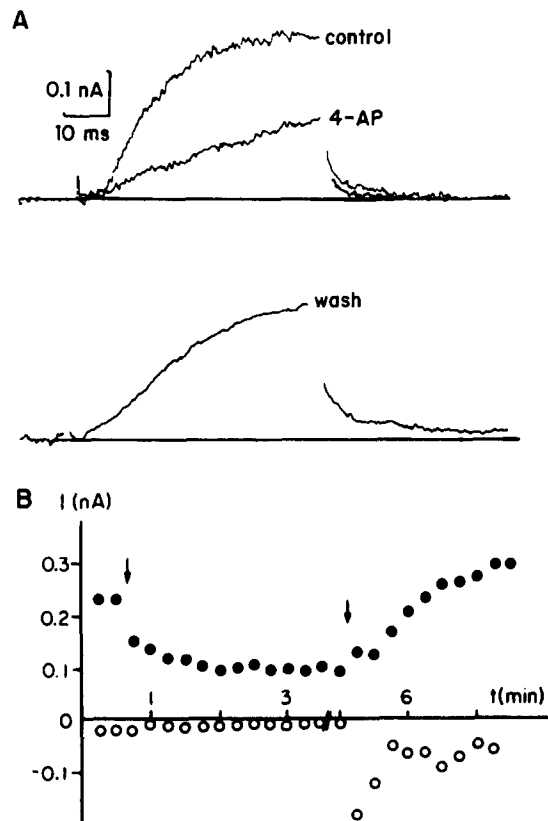 A
control
0.1 nA
4-AP
10 ms
wash
B
I (nA)
0.3
0.2
0.1
1
3
6
t(min)
0
-0.1